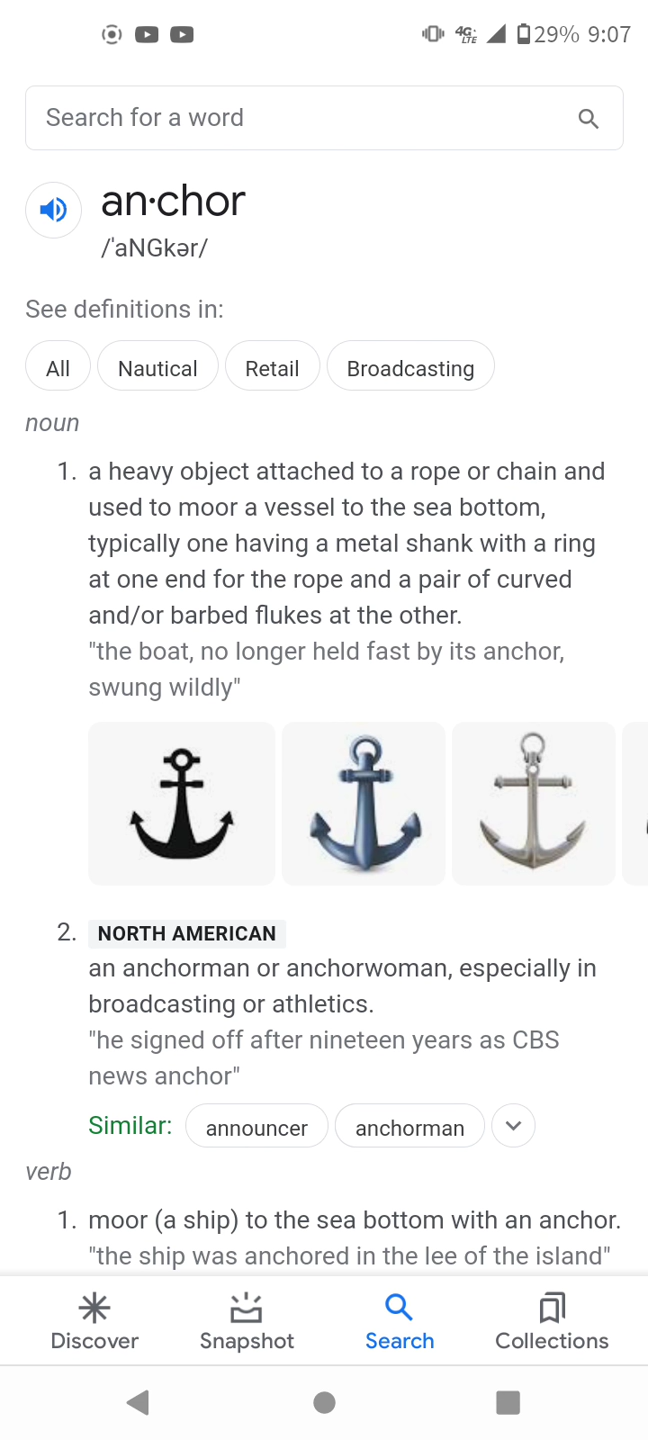 4G LTE 29% 9:07
Search for a word
an·chor
/ˈaNGkər/
See definitions in:
All Nautical Retail Broadcasting
noun
1. a heavy object attached to a rope or chain and
used to moor a vessel to the sea bottom,
typically one having a metal shank with a ring
at one end for the rope and a pair of curved
and/or barbed flukes at the other.
"the boat, no longer held fast by its anchor,
swung wildly"
2. NORTH AMERICAN
an anchorman or anchorwoman, especially in
broadcasting or athletics.
"he signed off after nineteen years as CBS
news anchor"
Similar: announcer anchorman
verb
1. moor (a ship) to the sea bottom with an anchor.
"the ship was anchored in the lee of the island"
Discover Snapshot Search Collections